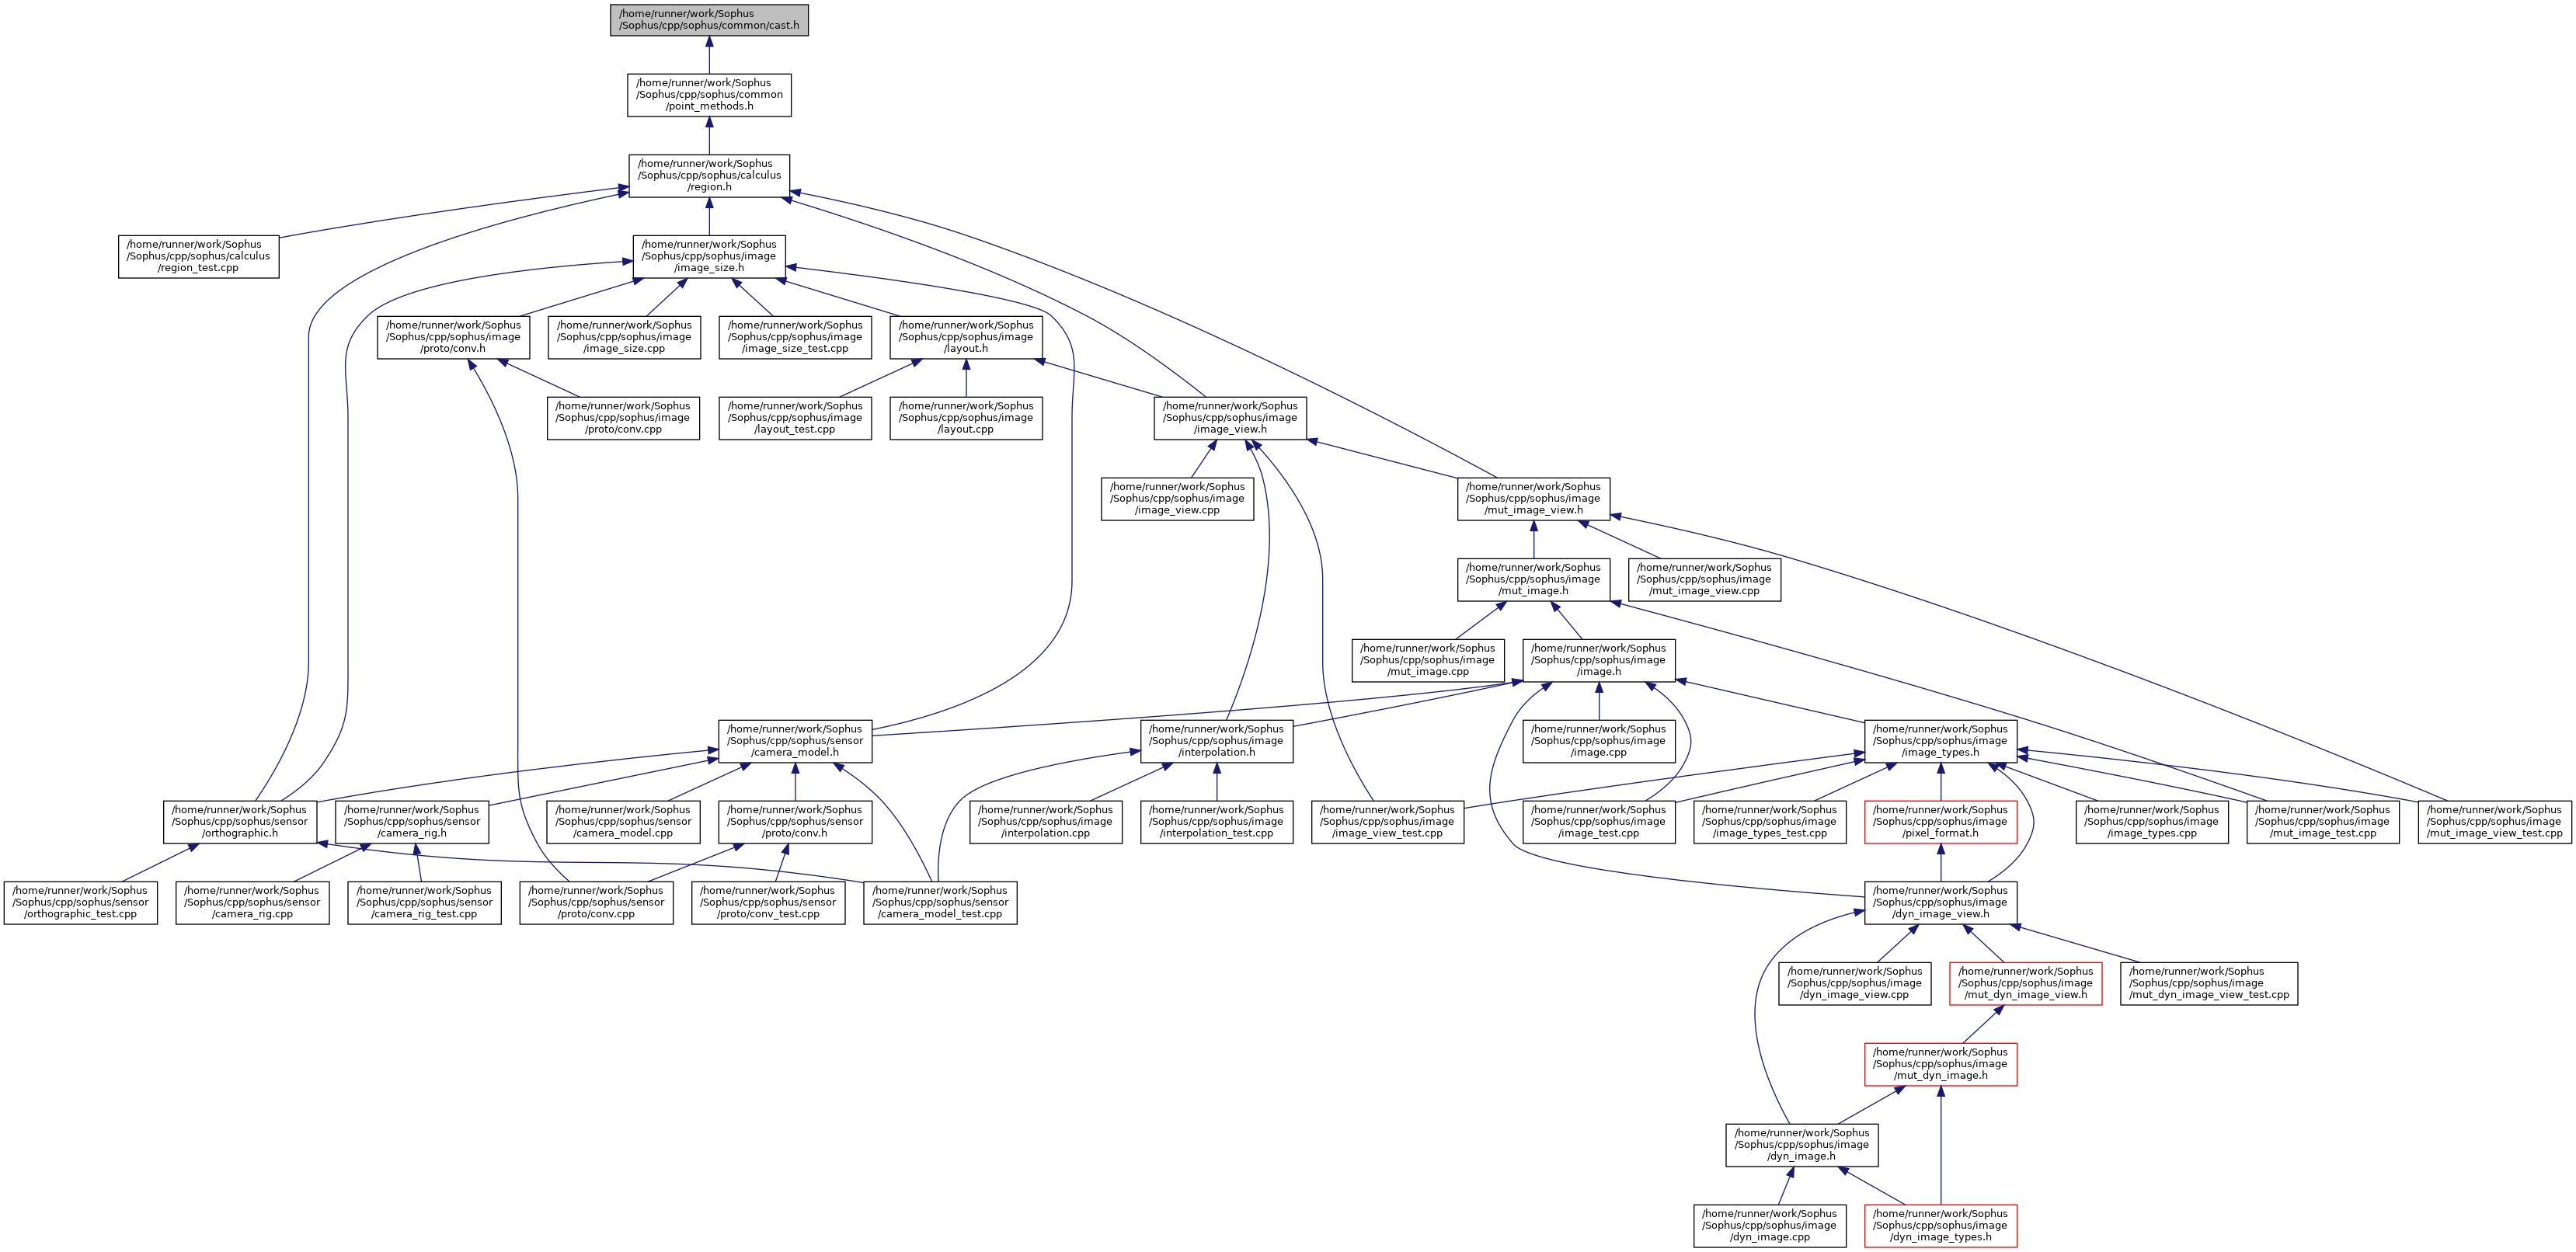 /home/runner/work/Sophus
/Sophus/cpp/sophus/common/cast.h
/home/runner/work/Sophus
/Sophus/cpp/sophus/common
/point_methods.h
/home/runner/work/Sophus
/Sophus/cpp/sophus/calculus
/region.h
/home/runner/work/Sophus
/Sophus/cpp/sophus/calculus
/region_test.cpp
/home/runner/work/Sophus
/Sophus/cpp/sophus/image
/image_size.h
/home/runner/work/Sophus
/Sophus/cpp/sophus/image
/proto/conv.h
/home/runner/work/Sophus
/Sophus/cpp/sophus/image
/image_size.cpp
/home/runner/work/Sophus
/Sophus/cpp/sophus/image
/image_size_test.cpp
/home/runner/work/Sophus
/Sophus/cpp/sophus/image
/layout.h
/home/runner/work/Sophus
/Sophus/cpp/sophus/image
/proto/conv.cpp
/home/runner/work/Sophus
/Sophus/cpp/sophus/image
/layout_test.cpp
/home/runner/work/Sophus
/Sophus/cpp/sophus/image
/layout.cpp
/home/runner/work/Sophus
/Sophus/cpp/sophus/image
/image_view.h
/home/runner/work/Sophus
/Sophus/cpp/sophus/image
/image_view.cpp
/home/runner/work/Sophus
/Sophus/cpp/sophus/image
/mut_image_view.h
/home/runner/work/Sophus
/Sophus/cpp/sophus/image
/mut_image.h
/home/runner/work/Sophus
/Sophus/cpp/sophus/image
/mut_image_view.cpp
/home/runner/work/Sophus
/Sophus/cpp/sophus/image
/mut_image.cpp
/home/runner/work/Sophus
/Sophus/cpp/sophus/image
/image.h
/home/runner/work/Sophus
/Sophus/cpp/sophus/sensor
/camera_model.h
/home/runner/work/Sophus
/Sophus/cpp/sophus/image
/interpolation.h
/home/runner/work/Sophus
/Sophus/cpp/sophus/image
/image.cpp
/home/runner/work/Sophus
/Sophus/cpp/sophus/image
/image_types.h
/home/runner/work/Sophus
/Sophus/cpp/sophus/sensor
/orthographic.h
/home/runner/work/Sophus
/Sophus/cpp/sophus/sensor
/camera_rig.h
/home/runner/work/Sophus
/Sophus/cpp/sophus/sensor
/camera_model.cpp
/home/runner/work/Sophus
/Sophus/cpp/sophus/sensor
/proto/conv.h
/home/runner/work/Sophus
/Sophus/cpp/sophus/image
/interpolation.cpp
/home/runner/work/Sophus
/Sophus/cpp/sophus/image
/interpolation_test.cpp
/home/runner/work/Sophus
/Sophus/cpp/sophus/image
/image_view_test.cpp
/home/runner/work/Sophus
/Sophus/cpp/sophus/image
/image_test.cpp
/home/runner/work/Sophus
/Sophus/cpp/sophus/image
/image_types_test.cpp
/home/runner/work/Sophus
/Sophus/cpp/sophus/image
/pixel_format.h
/home/runner/work/Sophus
/Sophus/cpp/sophus/image
/image_types.cpp
/home/runner/work/Sophus
/Sophus/cpp/sophus/image
/mut_image_test.cpp
/home/runner/work/Sophus
/Sophus/cpp/sophus/image
/mut_image_view_test.cpp
/home/runner/work/Sophus
/Sophus/cpp/sophus/sensor
/orthographic_test.cpp
/home/runner/work/Sophus
/Sophus/cpp/sophus/sensor
/camera_rig.cpp
/home/runner/work/Sophus
/Sophus/cpp/sophus/sensor
/camera_rig_test.cpp
/home/runner/work/Sophus
/Sophus/cpp/sophus/sensor
/proto/conv.cpp
/home/runner/work/Sophus
/Sophus/cpp/sophus/sensor
/proto/conv_test.cpp
/home/runner/work/Sophus
/Sophus/cpp/sophus/sensor
/camera_model_test.cpp
/home/runner/work/Sophus
/Sophus/cpp/sophus/image
/dyn_image_view.h
/home/runner/work/Sophus
/Sophus/cpp/sophus/image
/dyn_image_view.cpp
/home/runner/work/Sophus
/Sophus/cpp/sophus/image
/mut_dyn_image_view.h
/home/runner/work/Sophus
/Sophus/cpp/sophus/image
/mut_dyn_image_view_test.cpp
/home/runner/work/Sophus
/Sophus/cpp/sophus/image
/mut_dyn_image.h
/home/runner/work/Sophus
/Sophus/cpp/sophus/image
/dyn_image.h
/home/runner/work/Sophus
/Sophus/cpp/sophus/image
/dyn_image.cpp
/home/runner/work/Sophus
/Sophus/cpp/sophus/image
/dyn_image_types.h